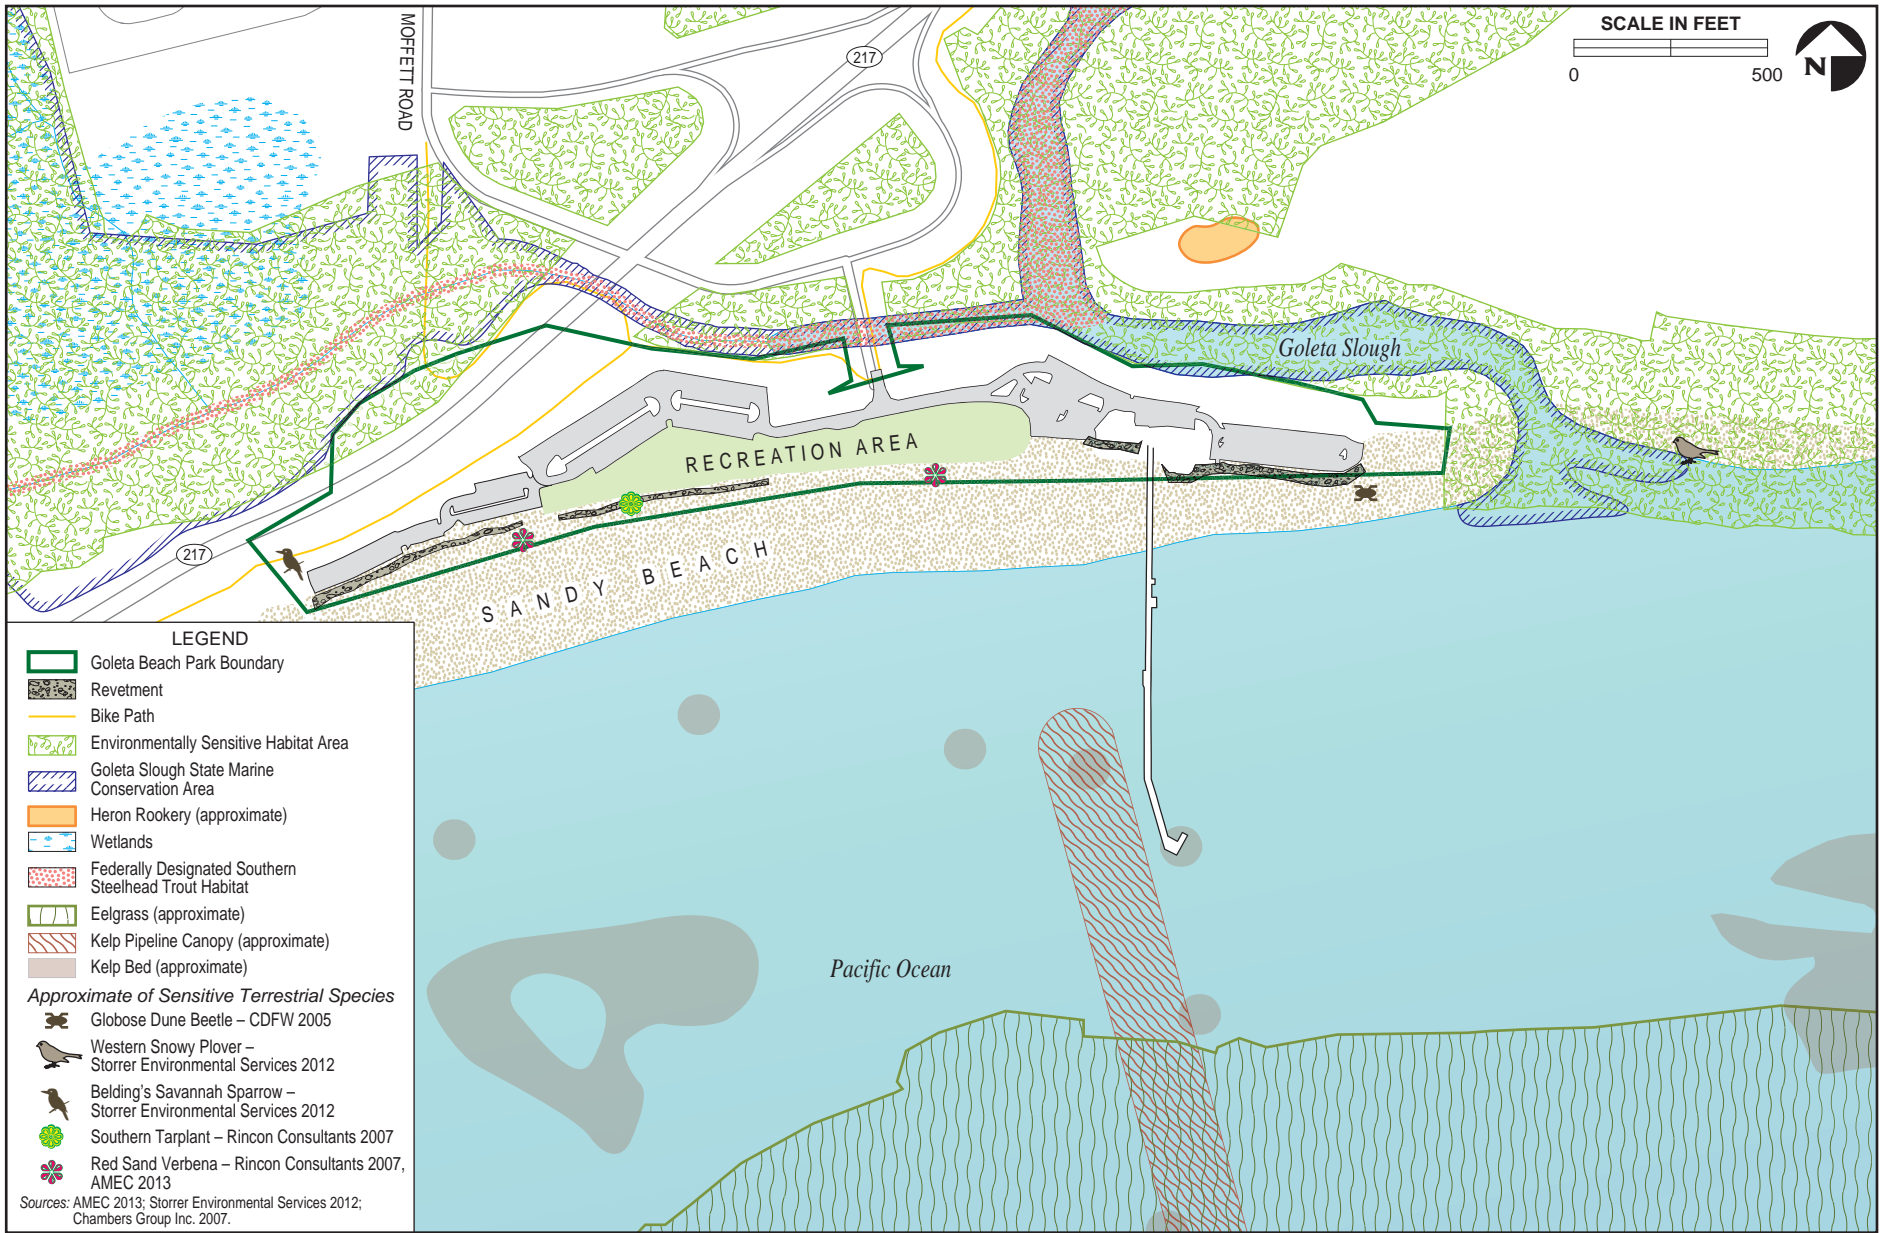 MOFFETT ROAD
217
SCALE IN FEET
0 500
N
Goleta Slough
RECREATION AREA
SANDY BEACH
217
Pacific Ocean
LEGEND
Goleta Beach Park Boundary
Revetment
Bike Path
Environmentally Sensitive Habitat Area
Goleta Slough State Marine
Conservation Area
Heron Rookery (approximate)
Wetlands
Federally Designated Southern
Steelhead Trout Habitat
Eelgrass (approximate)
Kelp Pipeline Canopy (approximate)
Kelp Bed (approximate)
Approximate of Sensitive Terrestrial Species
Globose Dune Beetle – CDFW 2005
Western Snowy Plover –
Storrer Environmental Services 2012
Belding's Savannah Sparrow –
Storrer Environmental Services 2012
Southern Tarplant – Rincon Consultants 2007
Red Sand Verbena – Rincon Consultants 2007,
AMEC 2013
Sources: AMEC 2013; Storrer Environmental Services 2012;
Chambers Group Inc. 2007.